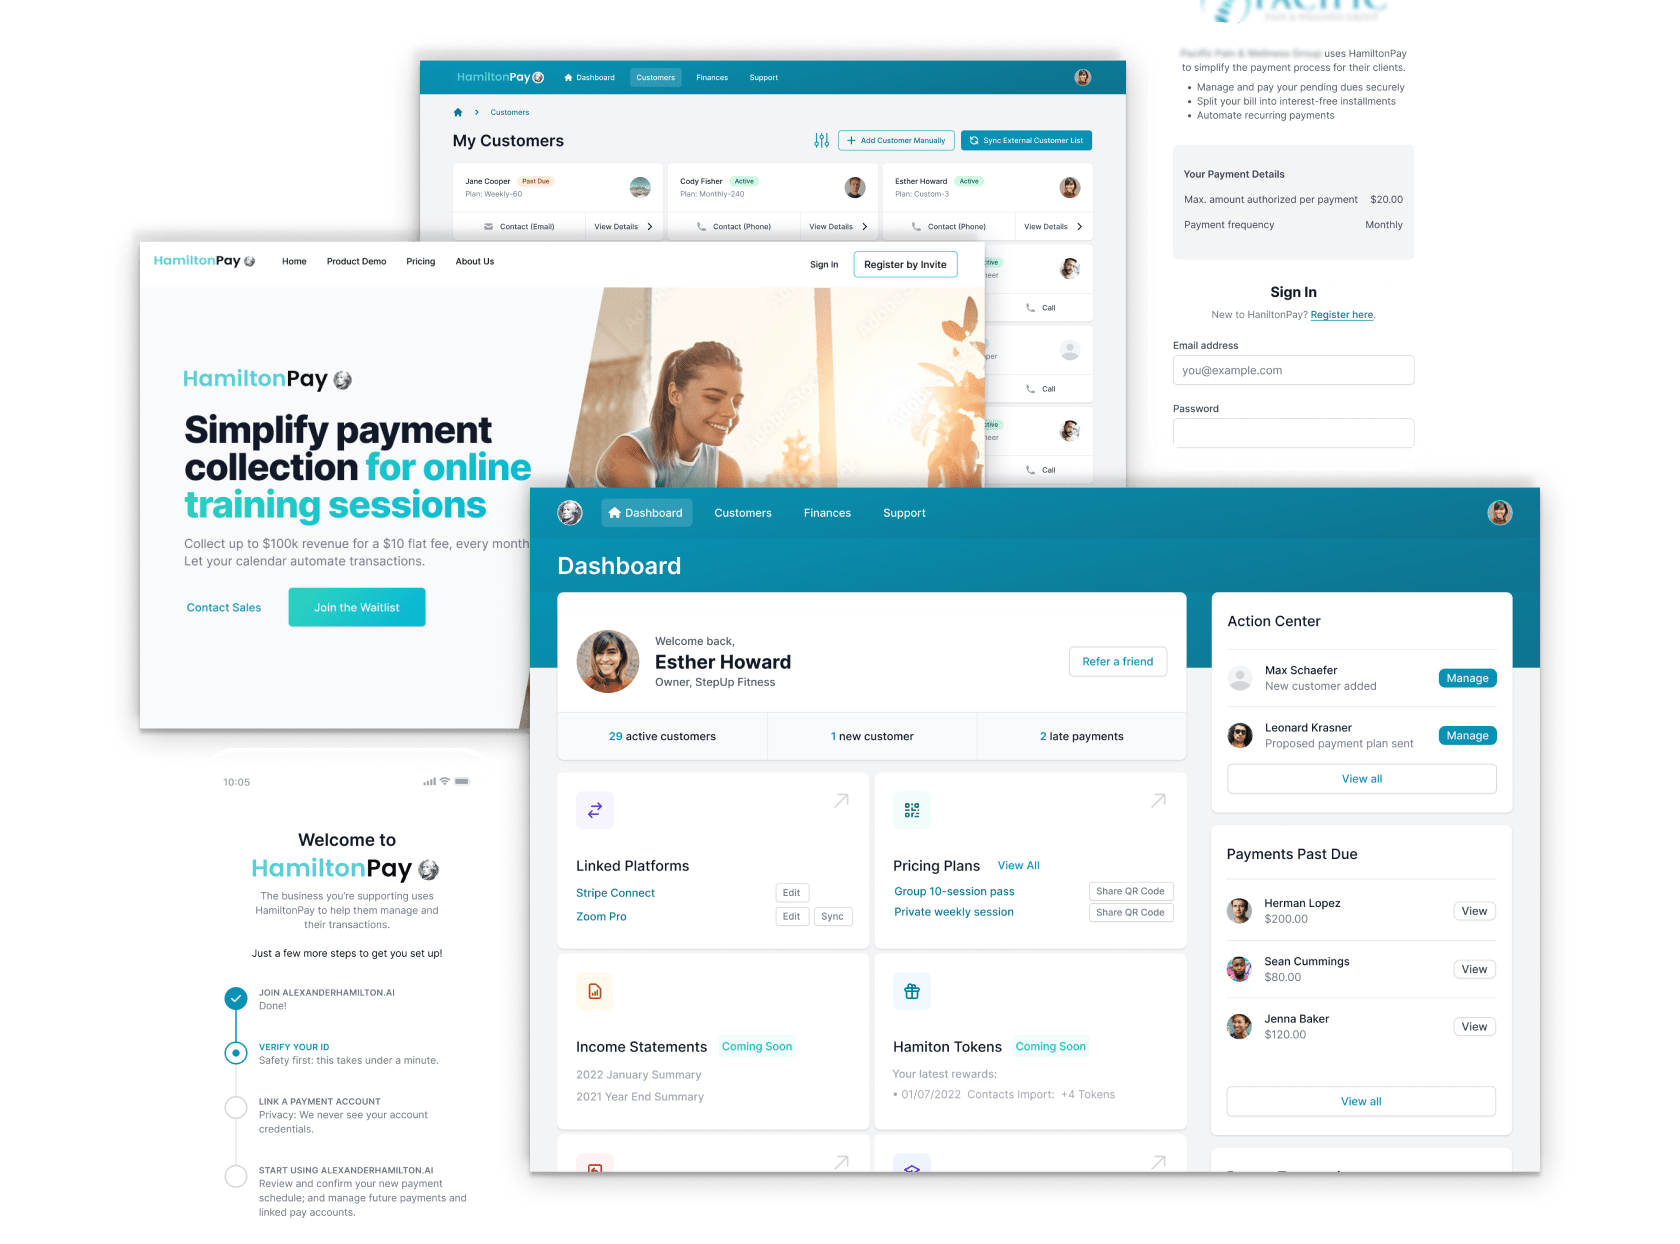 PACIFIC
PAIN & WELLNESS GROUP
Pacific Pain & Wellness Group uses HamiltonPay
to simplify the payment process for their clients.
• Manage and pay your pending dues securely
• Split your bill into interest-free installments
• Automate recurring payments
Your Payment Details
Max. amount authorized per payment $20.00
Payment frequency Monthly
Sign In
New to HaniltonPay? Register here.
Email address
you@example.com
Password
HamiltonPay Dashboard Customers Finances Support
Customers
My Customers
+ Add Customer Manually Sync External Customer List
Jane Cooper Past Due
Plan: Weekly-60
Contact (Email) View Details
Cody Fisher Active
Plan: Monthly-240
Contact (Phone) View Details
Esther Howard Active
Plan: Custom-3
Contact (Phone) View Details
Call
Call
Call
HamiltonPay Home Product Demo Pricing About Us Sign In Register by Invite
HamiltonPay
Simplify payment
collection for online
training sessions
Collect up to $100k revenue for a $10 flat fee, every month
Let your calendar automate transactions.
Contact Sales Join the Waitlist
Dashboard Customers Finances Support
Dashboard
Welcome back,
Esther Howard
Owner, StepUp Fitness
Refer a friend
29 active customers 1 new customer 2 late payments
Linked Platforms
Stripe Connect Edit
Zoom Pro Edit Sync
Pricing Plans View All
Group 10-session pass Share QR Code
Private weekly session Share QR Code
Income Statements Coming Soon
2022 January Summary
2021 Year End Summary
Hamiton Tokens Coming Soon
Your latest rewards:
• 01/07/2022 Contacts Import: +4 Tokens
Action Center
Max Schaefer
New customer added
Manage
Leonard Krasner
Proposed payment plan sent
Manage
View all
Payments Past Due
Herman Lopez
$200.00
View
Sean Cummings
$80.00
View
Jenna Baker
$120.00
View
View all
10:05
Welcome to
HamiltonPay
The business you're supporting uses
HamiltonPay to help them manage and
their transactions.
Just a few more steps to get you set up!
JOIN ALEXANDERHAMILTON.AI
Done!
VERIFY YOUR ID
Safety first: this takes under a minute.
LINK A PAYMENT ACCOUNT
Privacy: We never see your account
credentials.
START USING ALEXANDERHAMILTON.AI
Review and confirm your new payment
schedule; and manage future payments and
linked pay accounts.